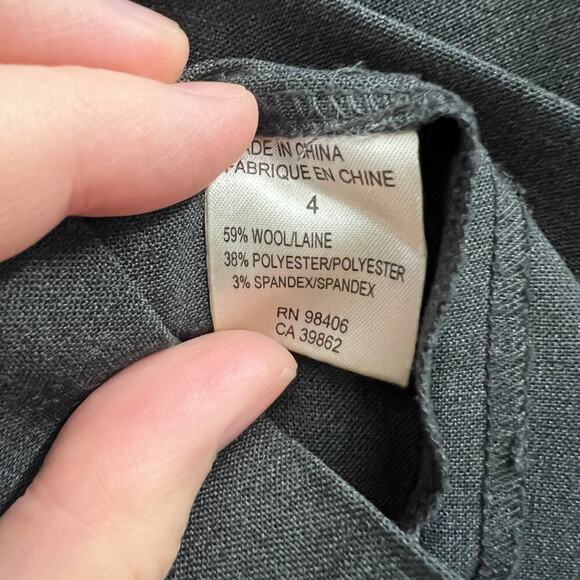 MADE IN CHINA
FABRIQUE EN CHINE
4
59% WOOL/LAINE
38% POLYESTER/POLYESTER
3% SPANDEX/SPANDEX
RN 98406
CA 39862